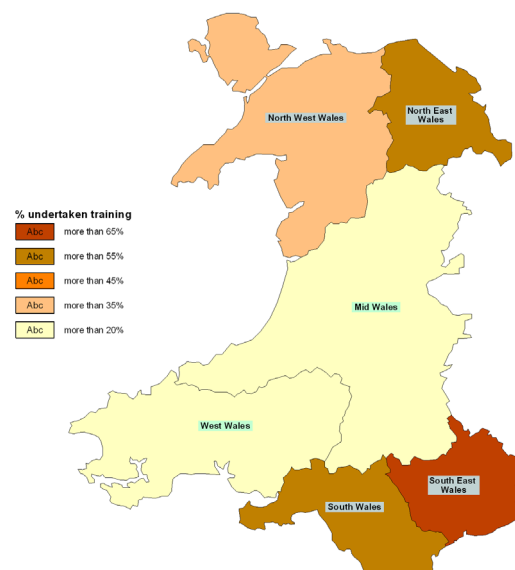 North East
Wales
North West Wales
% undertaken training
Abc more than 65%
Abc more than 55%
Abc more than 45%
Abc more than 35%
Abc more than 20%
Mid Wales
West Wales
South East
Wales
South Wales